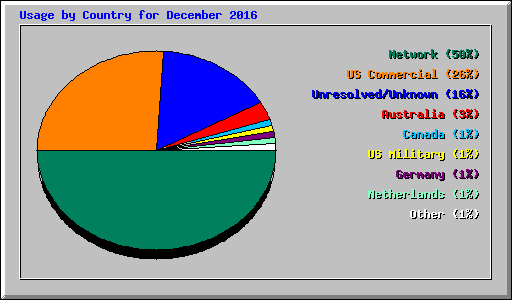 Usage by Country for December 2016
Network (50%)
US Commercial (26%)
Unresolved/Unknown (16%)
Australia (3%)
Canada (1%)
US Military (1%)
Germany (1%)
Netherlands (1%)
Other (1%)